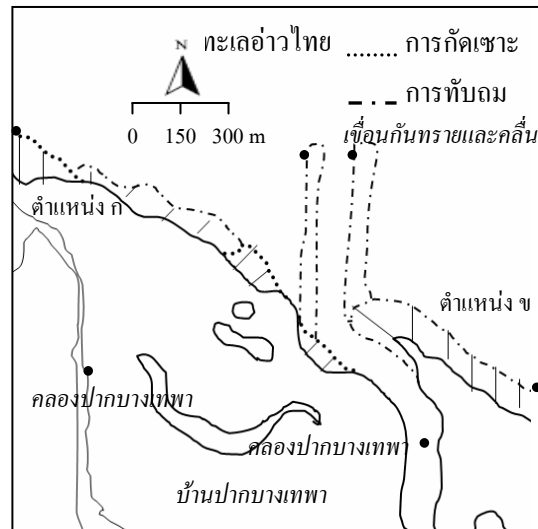 N
ทะเลอ่าวไทย
การกัดเซาะ
การทับถม
0 150 300 m
เขื่อนกันทรายและคลื่น
ตำแหน่ง ก
ตำแหน่ง ข
คลองปากบางเทพา
คลองปากบางเทพา
บ้านปากบางเทพา